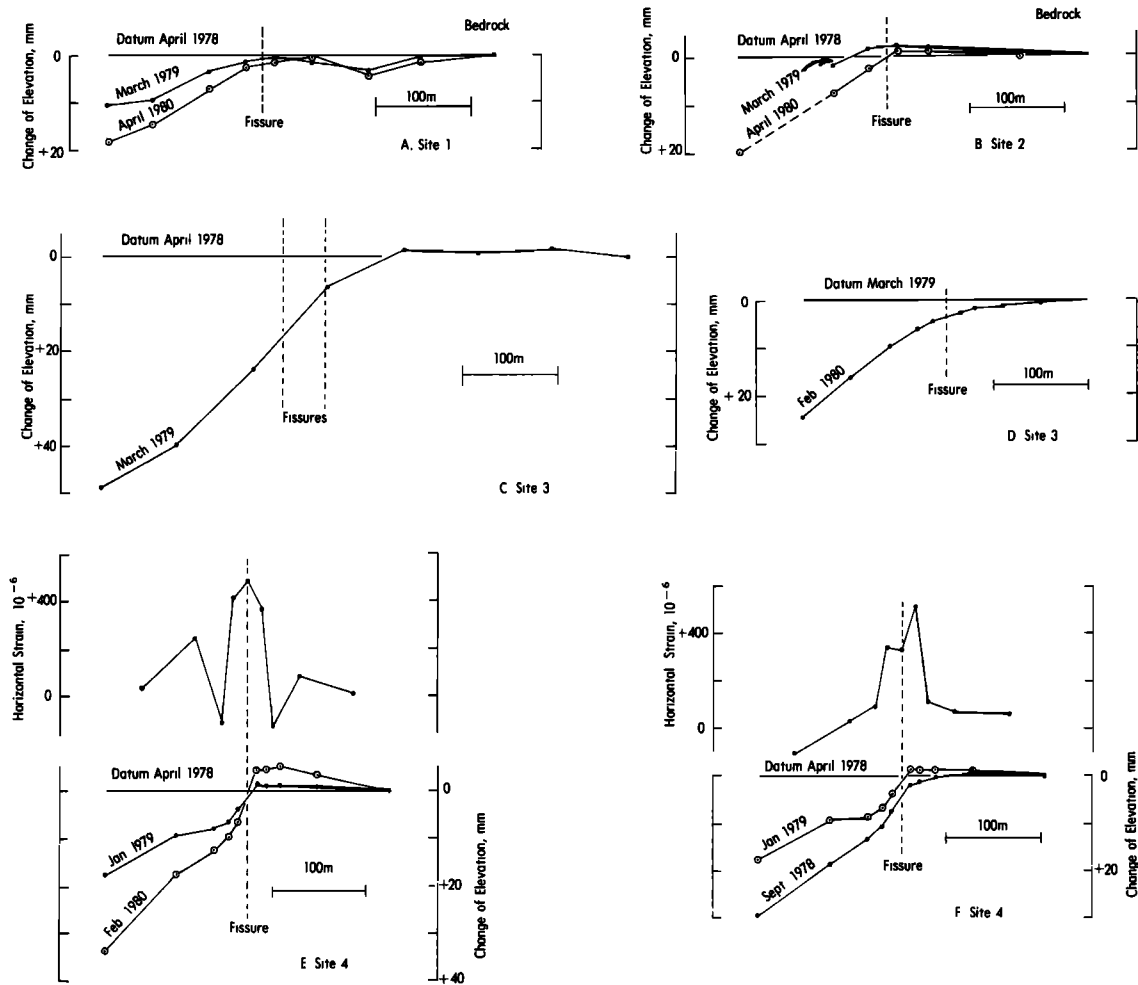 Bedrock
Datum April 1978
Change of Elevation, mm
0
+20
March 1979
April 1980
Fissure
100m
A. Site 1
Bedrock
Datum April 1978
Change of Elevation, mm
0
+20
March 1979
April 1980
Fissure
100m
B Site 2
Datum April 1978
Change of Elevation, mm
0
+20
+40
March 1979
Fissures
100m
C Site 3
Datum March 1979
Change of Elevation, mm
0
20
Feb 1980
Fissure
100m
D Site 3
Horizontal Strain, 10⁻⁶
+400
0
Datum April 1978
0
+20
+40
Change of Elevation, mm
Jan 1979
Feb 1980
Fissure
100m
E Site 4
Horizontal Strain, 10⁻⁶
+400
0
Datum April 1978
0
+20
Change of Elevation, mm
Jan 1979
Sept 1978
Fissure
100m
F Site 4